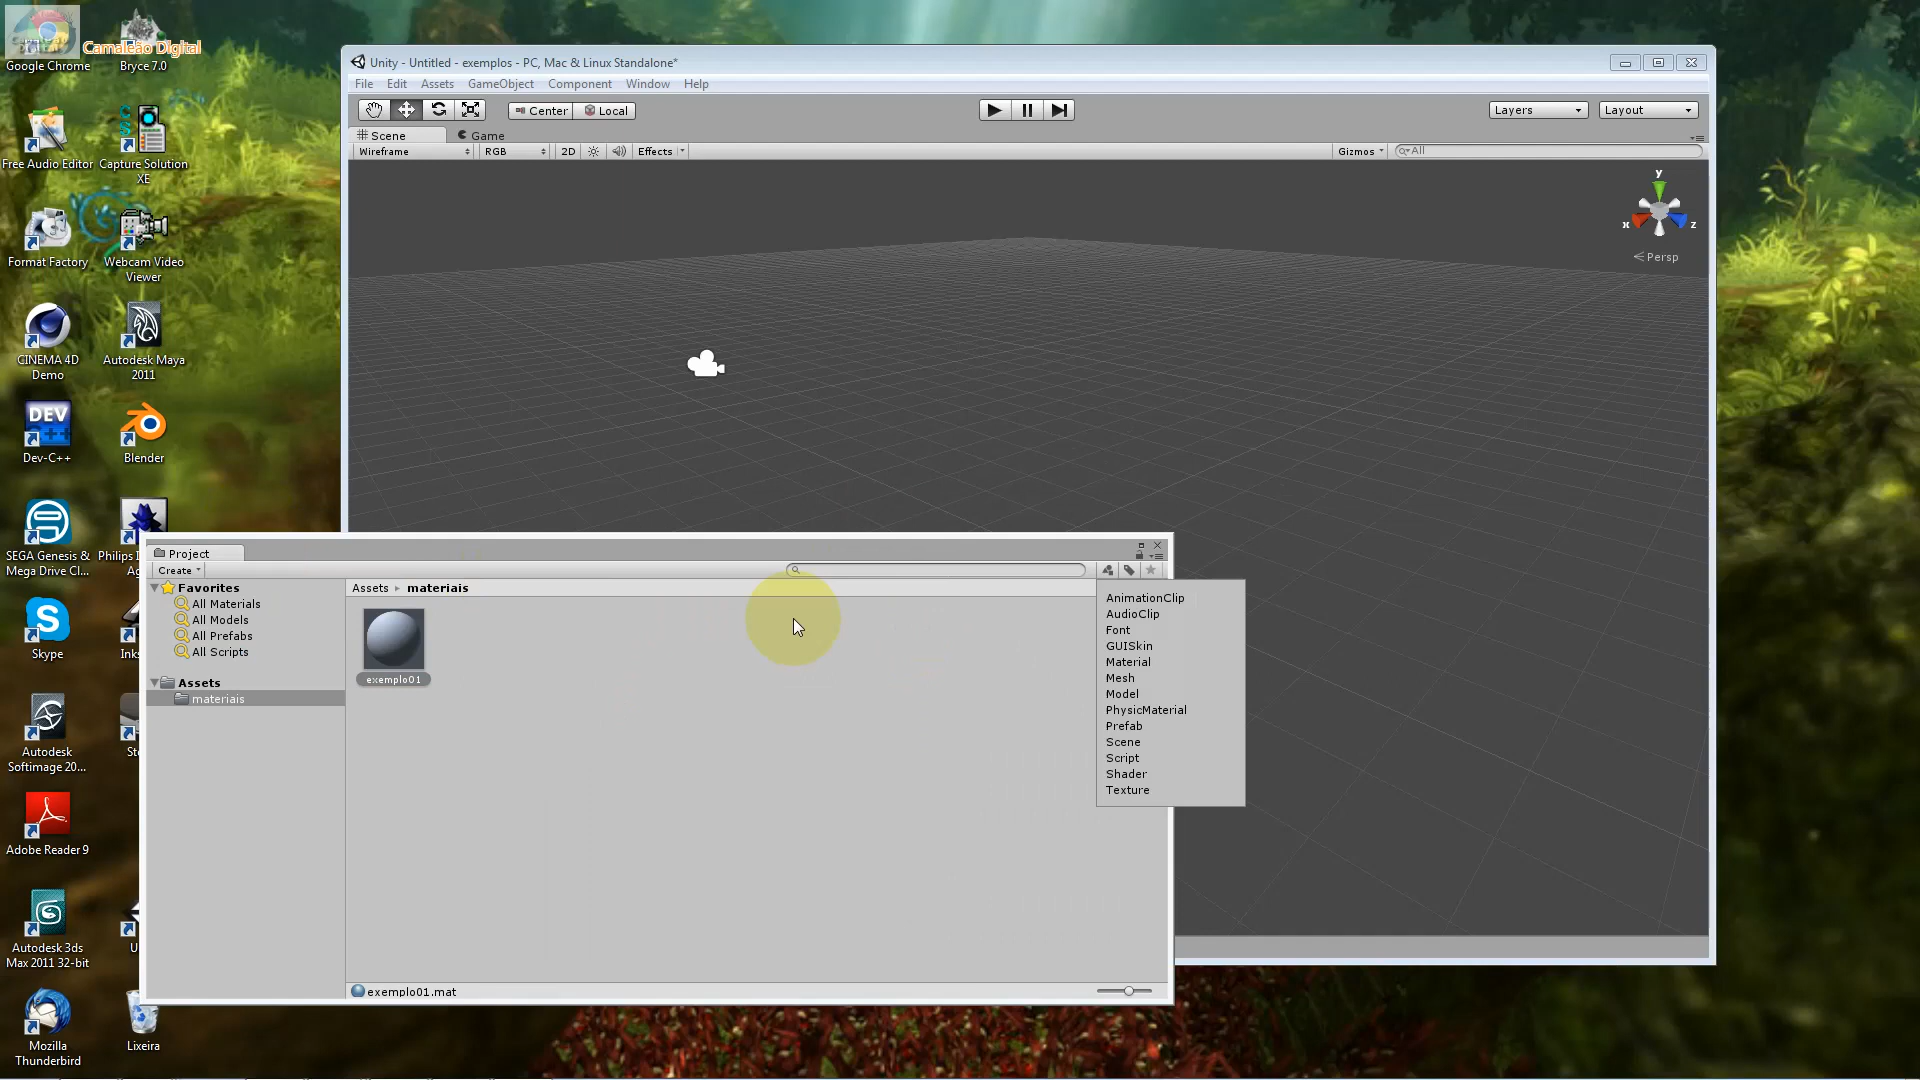 Google Chrome
Camaleão Digital
Bryce 7.0
Free Audio Editor
Capture Solution
XE
Format Factory
Webcam Video
Viewer
CINEMA 4D
Demo
Autodesk Maya
2011
DEV
Dev-C++
Blender
SEGA Genesis &
Mega Drive Cl...
Philips
Skype
Autodesk
Softimage 20...
Adobe Reader 9
Autodesk 3ds
Max 2011 32-bit
Mozilla
Thunderbird
Lixeira
Unity - Untitled - exemplos - PC, Mac & Linux Standalone*
File Edit Assets GameObject Component Window Help
Center Local
Layers Layout
Scene Game
Wireframe RGB 2D Effects Gizmos All
y
x z
Persp
Project
Create
Favorites
All Materials
All Models
All Prefabs
All Scripts
Assets
materiais
Assets materiais
exemplo01
AnimationClip
AudioClip
Font
GUISkin
Material
Mesh
Model
PhysicMaterial
Prefab
Scene
Script
Shader
Texture
exemplo01.mat